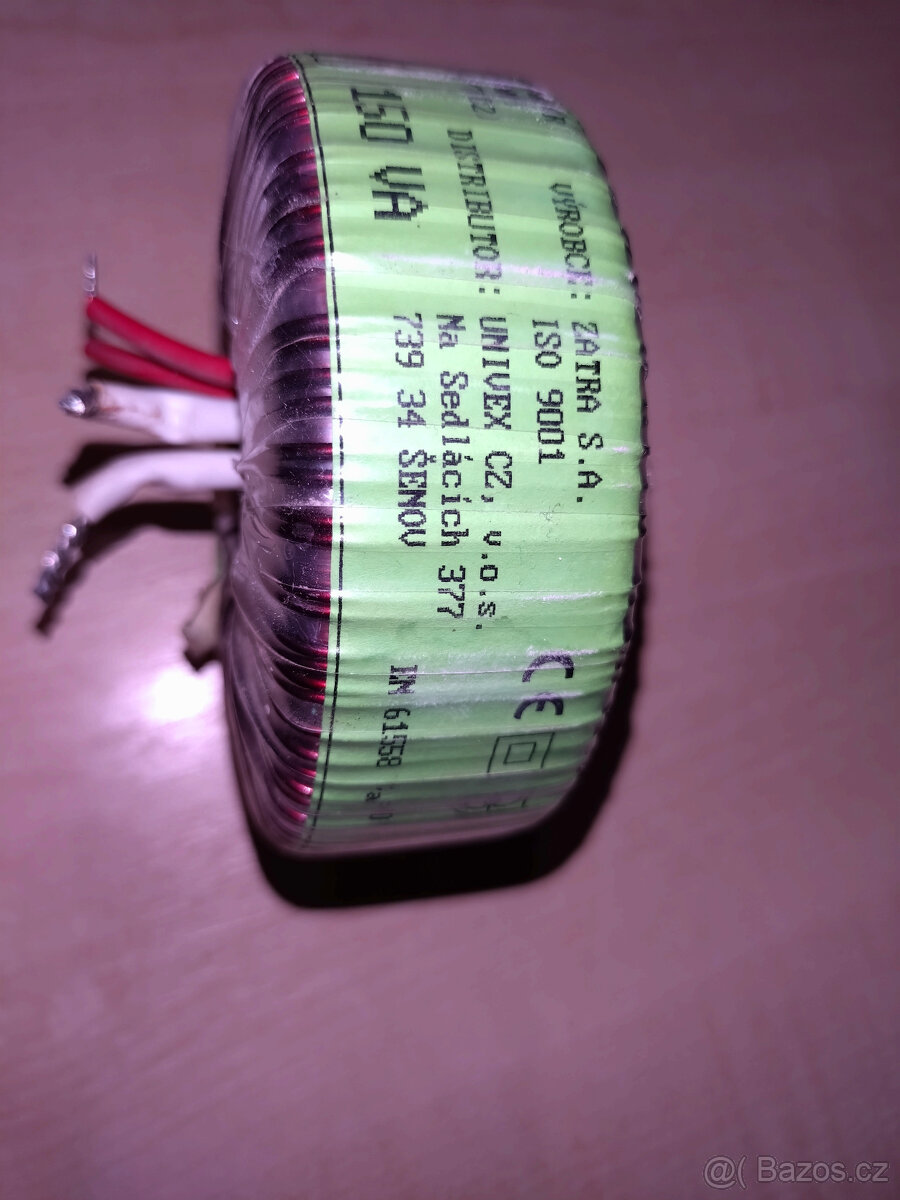 150 VA
VÝROBCE: ZATRA S.A.
ISO 9001
DISTRIBUTOR: UNIVEX CZ, v.o.s.
Na Sedlácích 377
739 34 ŠENOV
CE
61558
@( Bazos.cz